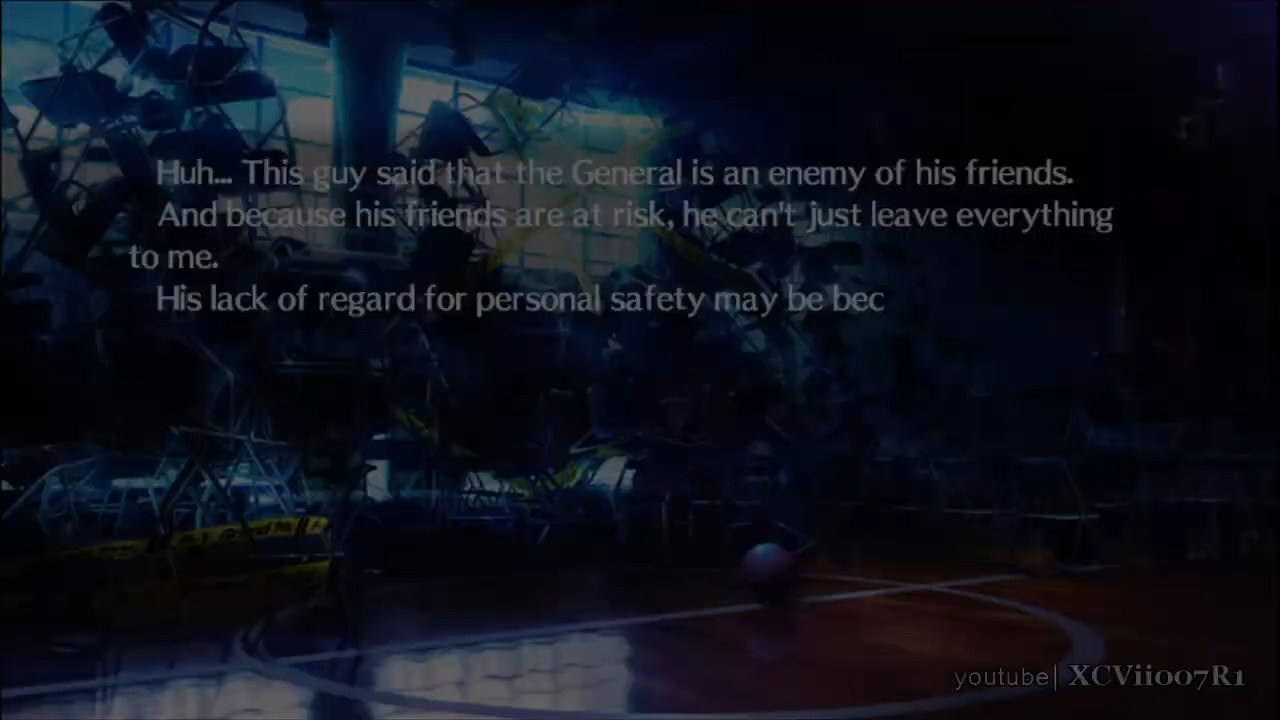 Huh... This guy said that the General is an enemy of his friends.
And because his friends are at risk, he can't just leave everything
to me.
His lack of regard for personal safety may be bec
youtube| XCVii007R1